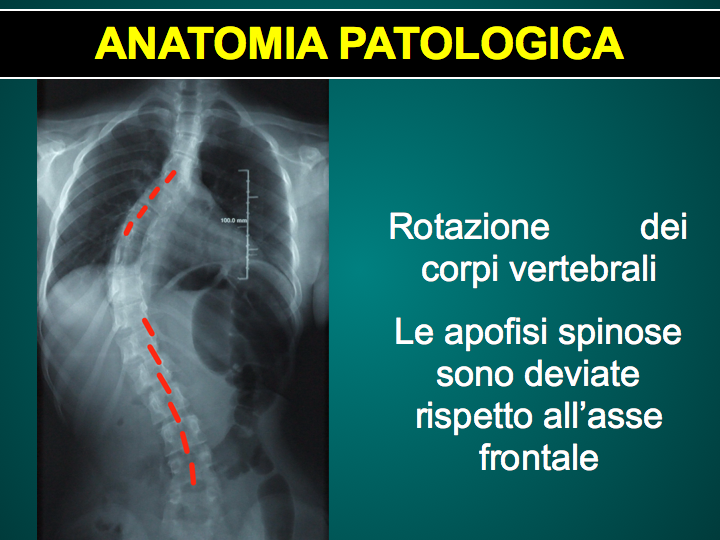 ANATOMIA PATOLOGICA
100.0 mm
Rotazione dei
corpi vertebrali
Le apofisi spinose
sono deviate
rispetto all’asse
frontale